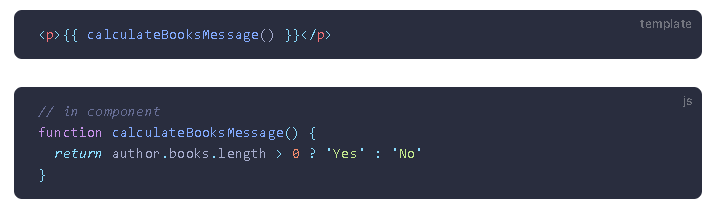 template
<p>{{ calculateBooksMessage() }}</p>
js
// in component
function calculateBooksMessage() {
  return author.books.length > 0 ? 'Yes' : 'No'
}